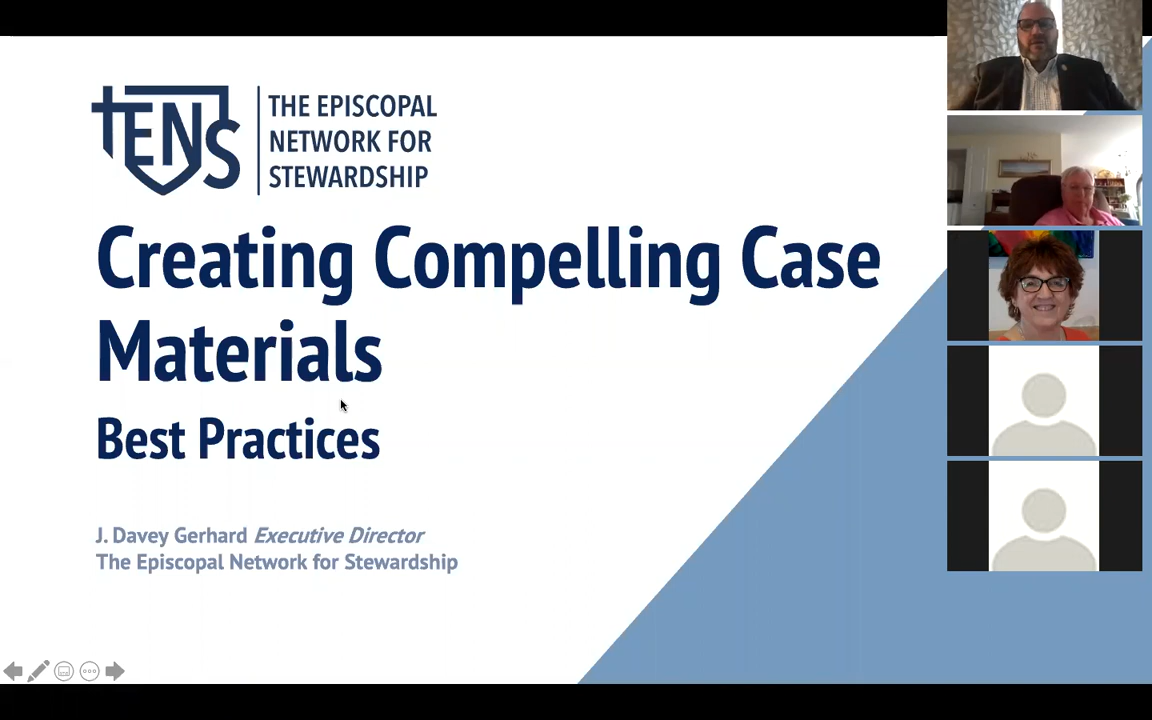 tENS
THE EPISCOPAL
NETWORK FOR
STEWARDSHIP
Creating Compelling Case
Materials
Best Practices
J. Davey Gerhard Executive Director
The Episcopal Network for Stewardship